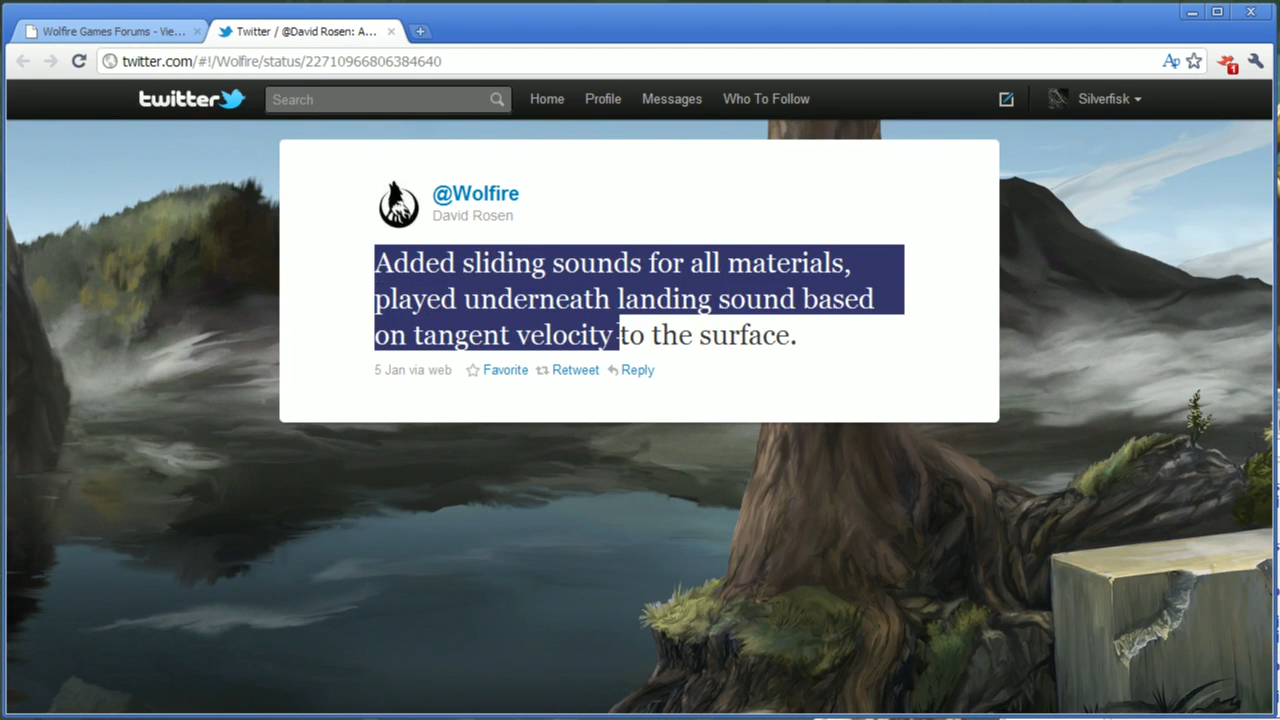 Wolfire Games Forums - Vie...
Twitter / @David Rosen: A...
twitter.com/#!/Wolfire/status/22710966806384640
1
twitter
Search
Home Profile Messages Who To Follow
Silverfisk
@Wolfire
David Rosen
Added sliding sounds for all materials,
played underneath landing sound based
on tangent velocity to the surface.
5 Jan via web Favorite Retweet Reply